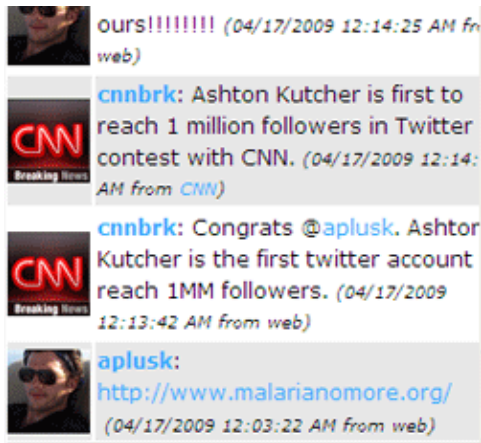 ours!!!!!!!!! (04/17/2009 12:14:25 AM
web)
cnnbrk: Ashton Kutcher is first to
reach 1 million followers in Twitter
contest with CNN. (04/17/2009 12:14:
AM from CNN)
CNN
Breaking News
cnnbrk: Congrats @aplusk. Ashton
Kutcher is the first twitter account
reach 1MM followers. (04/17/2009
12:13:42 AM from web)
CNN
Breaking News
aplusk:
http://www.malarianomore.org/
(04/17/2009 12:03:22 AM from web)